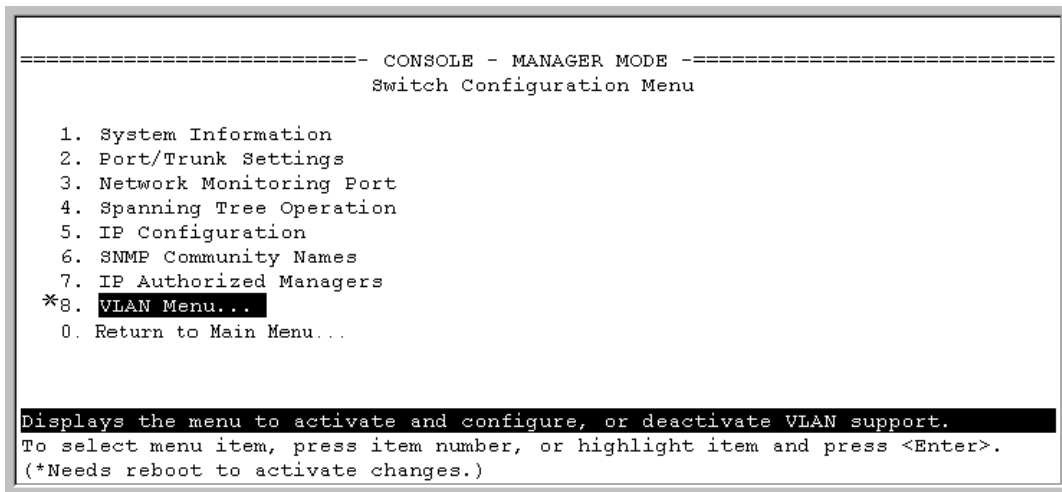 ==========================- CONSOLE - MANAGER MODE -============================
Switch Configuration Menu
1. System Information
2. Port/Trunk Settings
3. Network Monitoring Port
4. Spanning Tree Operation
5. IP Configuration
6. SNMP Community Names
7. IP Authorized Managers
*8. VLAN Menu...
0. Return to Main Menu...
Displays the menu to activate and configure, or deactivate VLAN support.
To select menu item, press item number, or highlight item and press <Enter>.
(*Needs reboot to activate changes.)